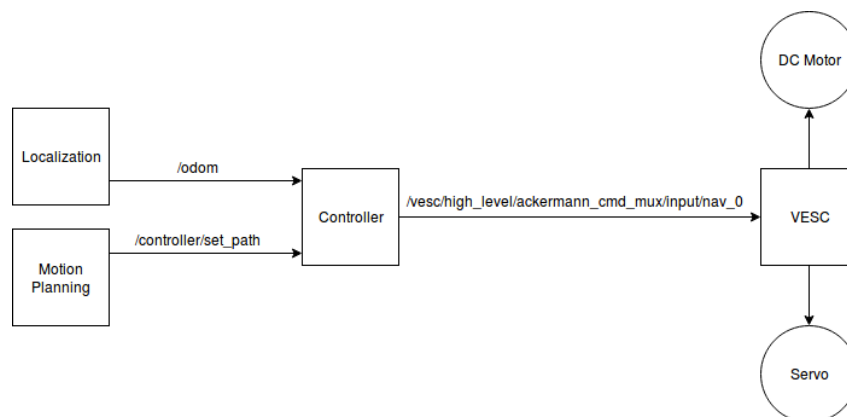 DC Motor
Localization
/odom
/vesc/high_level/ackermann_cmd_mux/input/nav_0
Controller
VESC
/controller/set_path
Motion
Planning
Servo